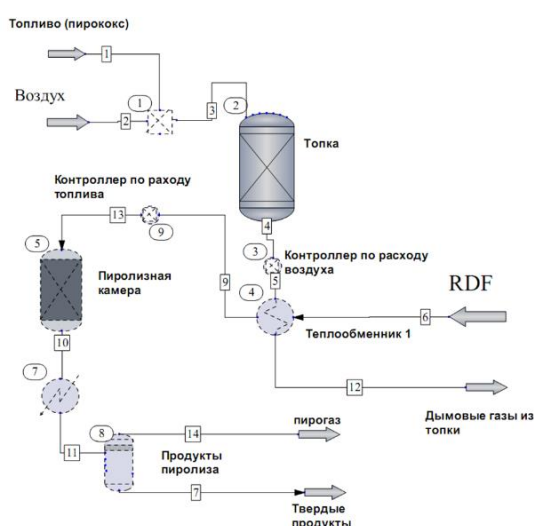 Топливо (пирококс)
1
Воздух
1
2
3
2
Топка
4
Контроллер по раходу
топлива
13
9
3
Контроллер по расходу
воздуха
5
4
9
5
Пиролизная
камера
RDF
6
Теплообменник 1
10
12
7
Дымовые газы из
топки
8
14
пирогаз
11
Продукты
пиролиза
7
Твердые
продукты